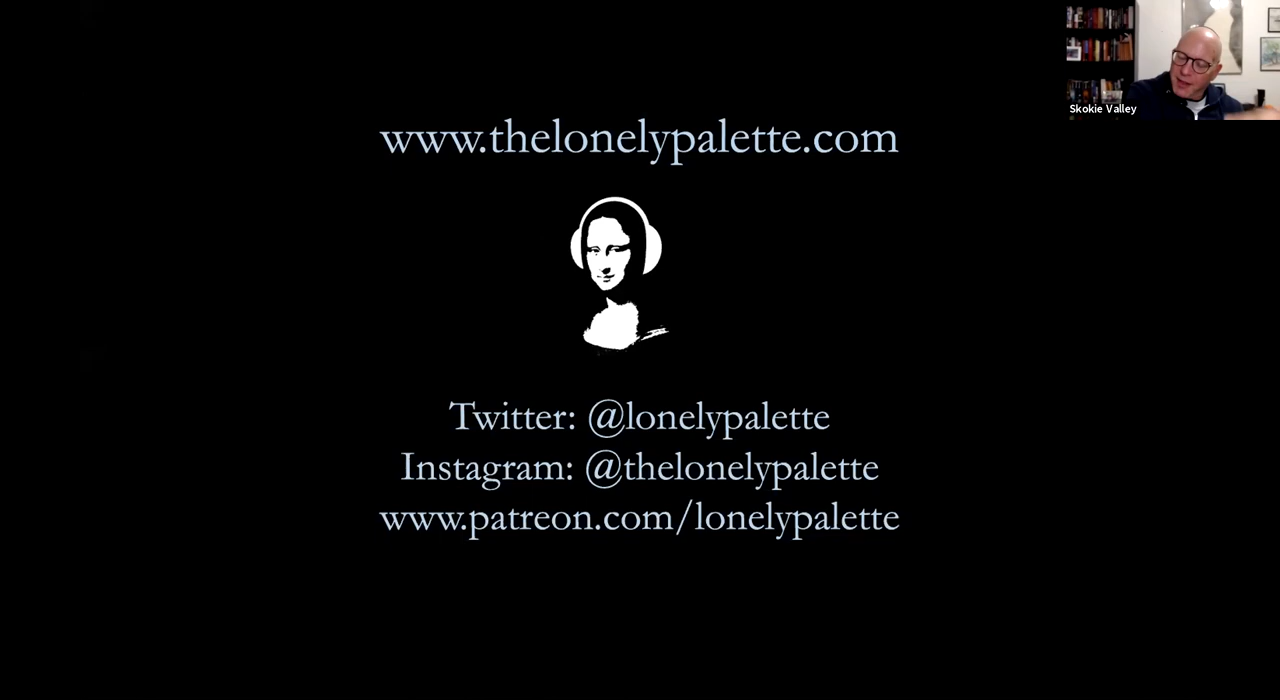 Skokie Valley
www.thelonelypalette.com
Twitter: @lonelypalette
Instagram: @thelonelypalette
www.patreon.com/lonelypalette